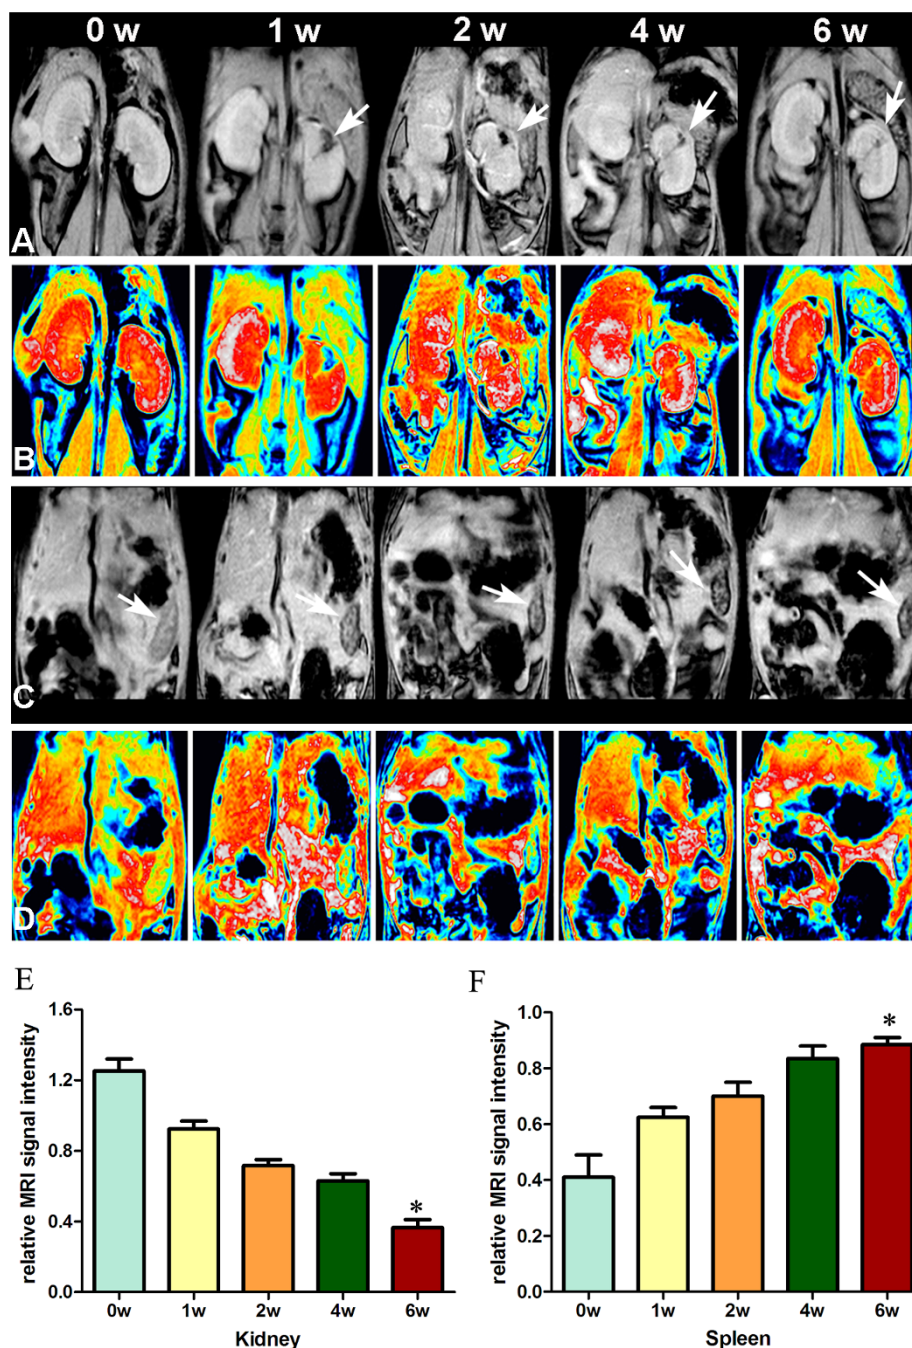 0 w 1 w 2 w 4 w 6 w
A
B
C
D
E
relative MRI signal intensity
1.6
1.2
0.8
0.4
0.0
*
0w 1w 2w 4w 6w
Kidney
F
relative MRI signal intensity
1.0
0.8
0.6
0.4
0.2
0.0
*
0w 1w 2w 4w 6w
Spleen